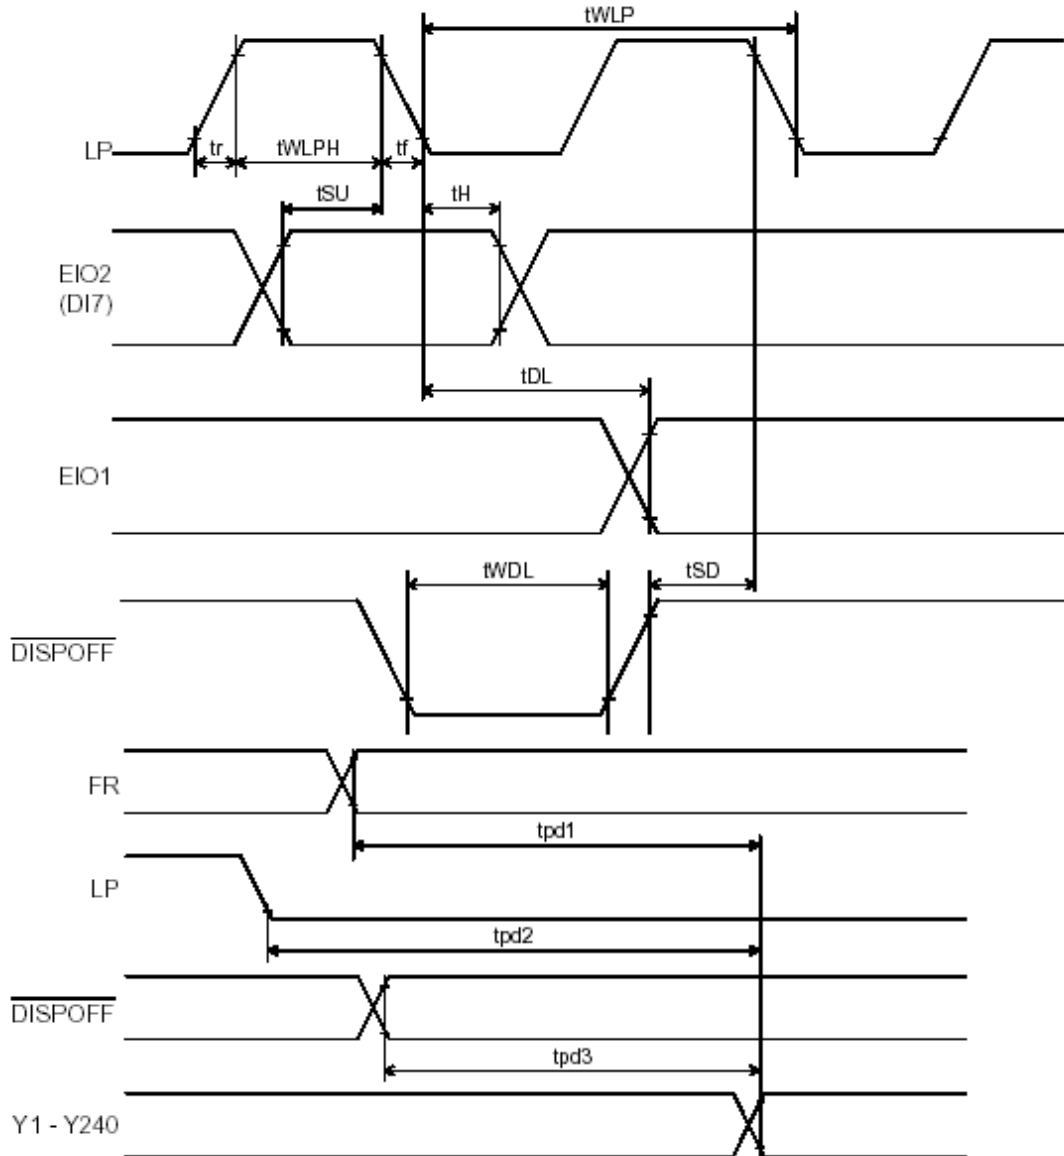 tWLP
LP
tr
tWLPH
tf
tSU
tH
EIO2
(DI7)
tDL
EIO1
tWDL
tSD
DISPOFF
FR
tpd1
LP
tpd2
DISPOFF
tpd3
Y1 - Y240